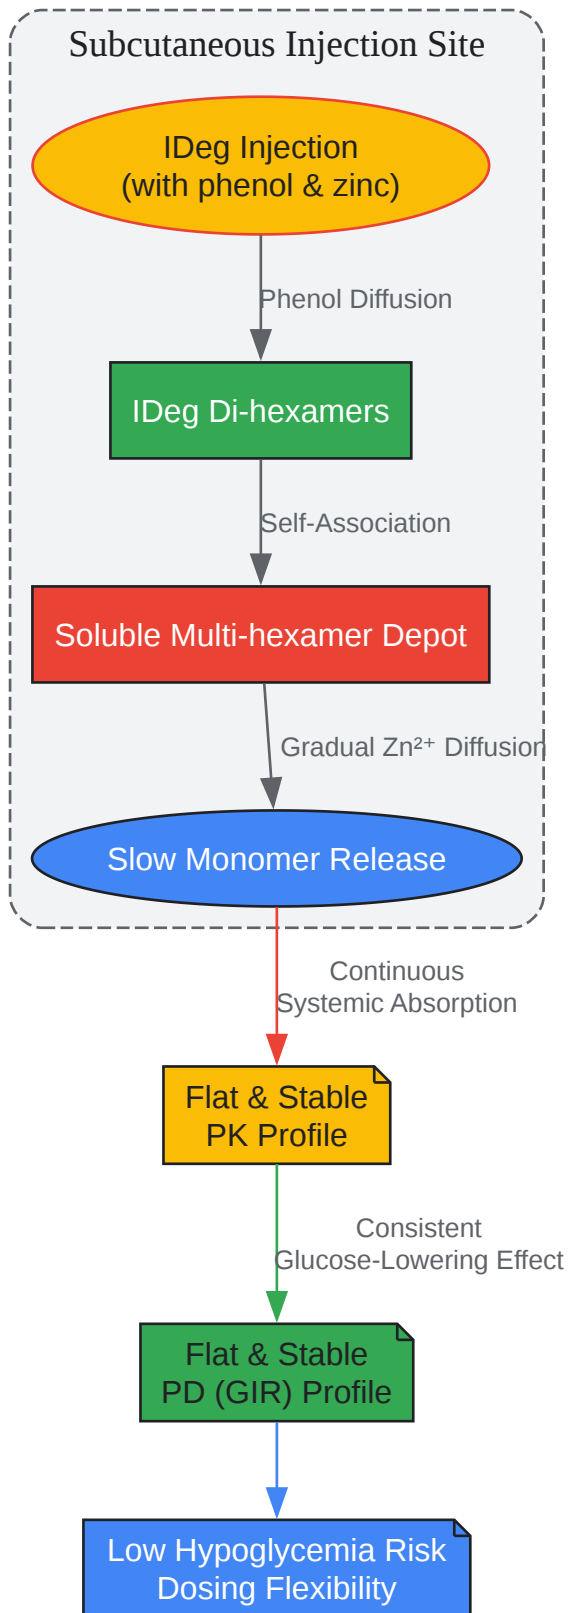 Subcutaneous Injection Site
IDeg Injection
(with phenol & zinc)
Phenol Diffusion
IDeg Di-hexamers
Self-Association
Soluble Multi-hexamer Depot
Gradual Zn²⁺ Diffusion
Slow Monomer Release
Continuous
Systemic Absorption
Flat & Stable
PK Profile
Consistent
Glucose-Lowering Effect
Flat & Stable
PD (GIR) Profile
Low Hypoglycemia Risk
Dosing Flexibility